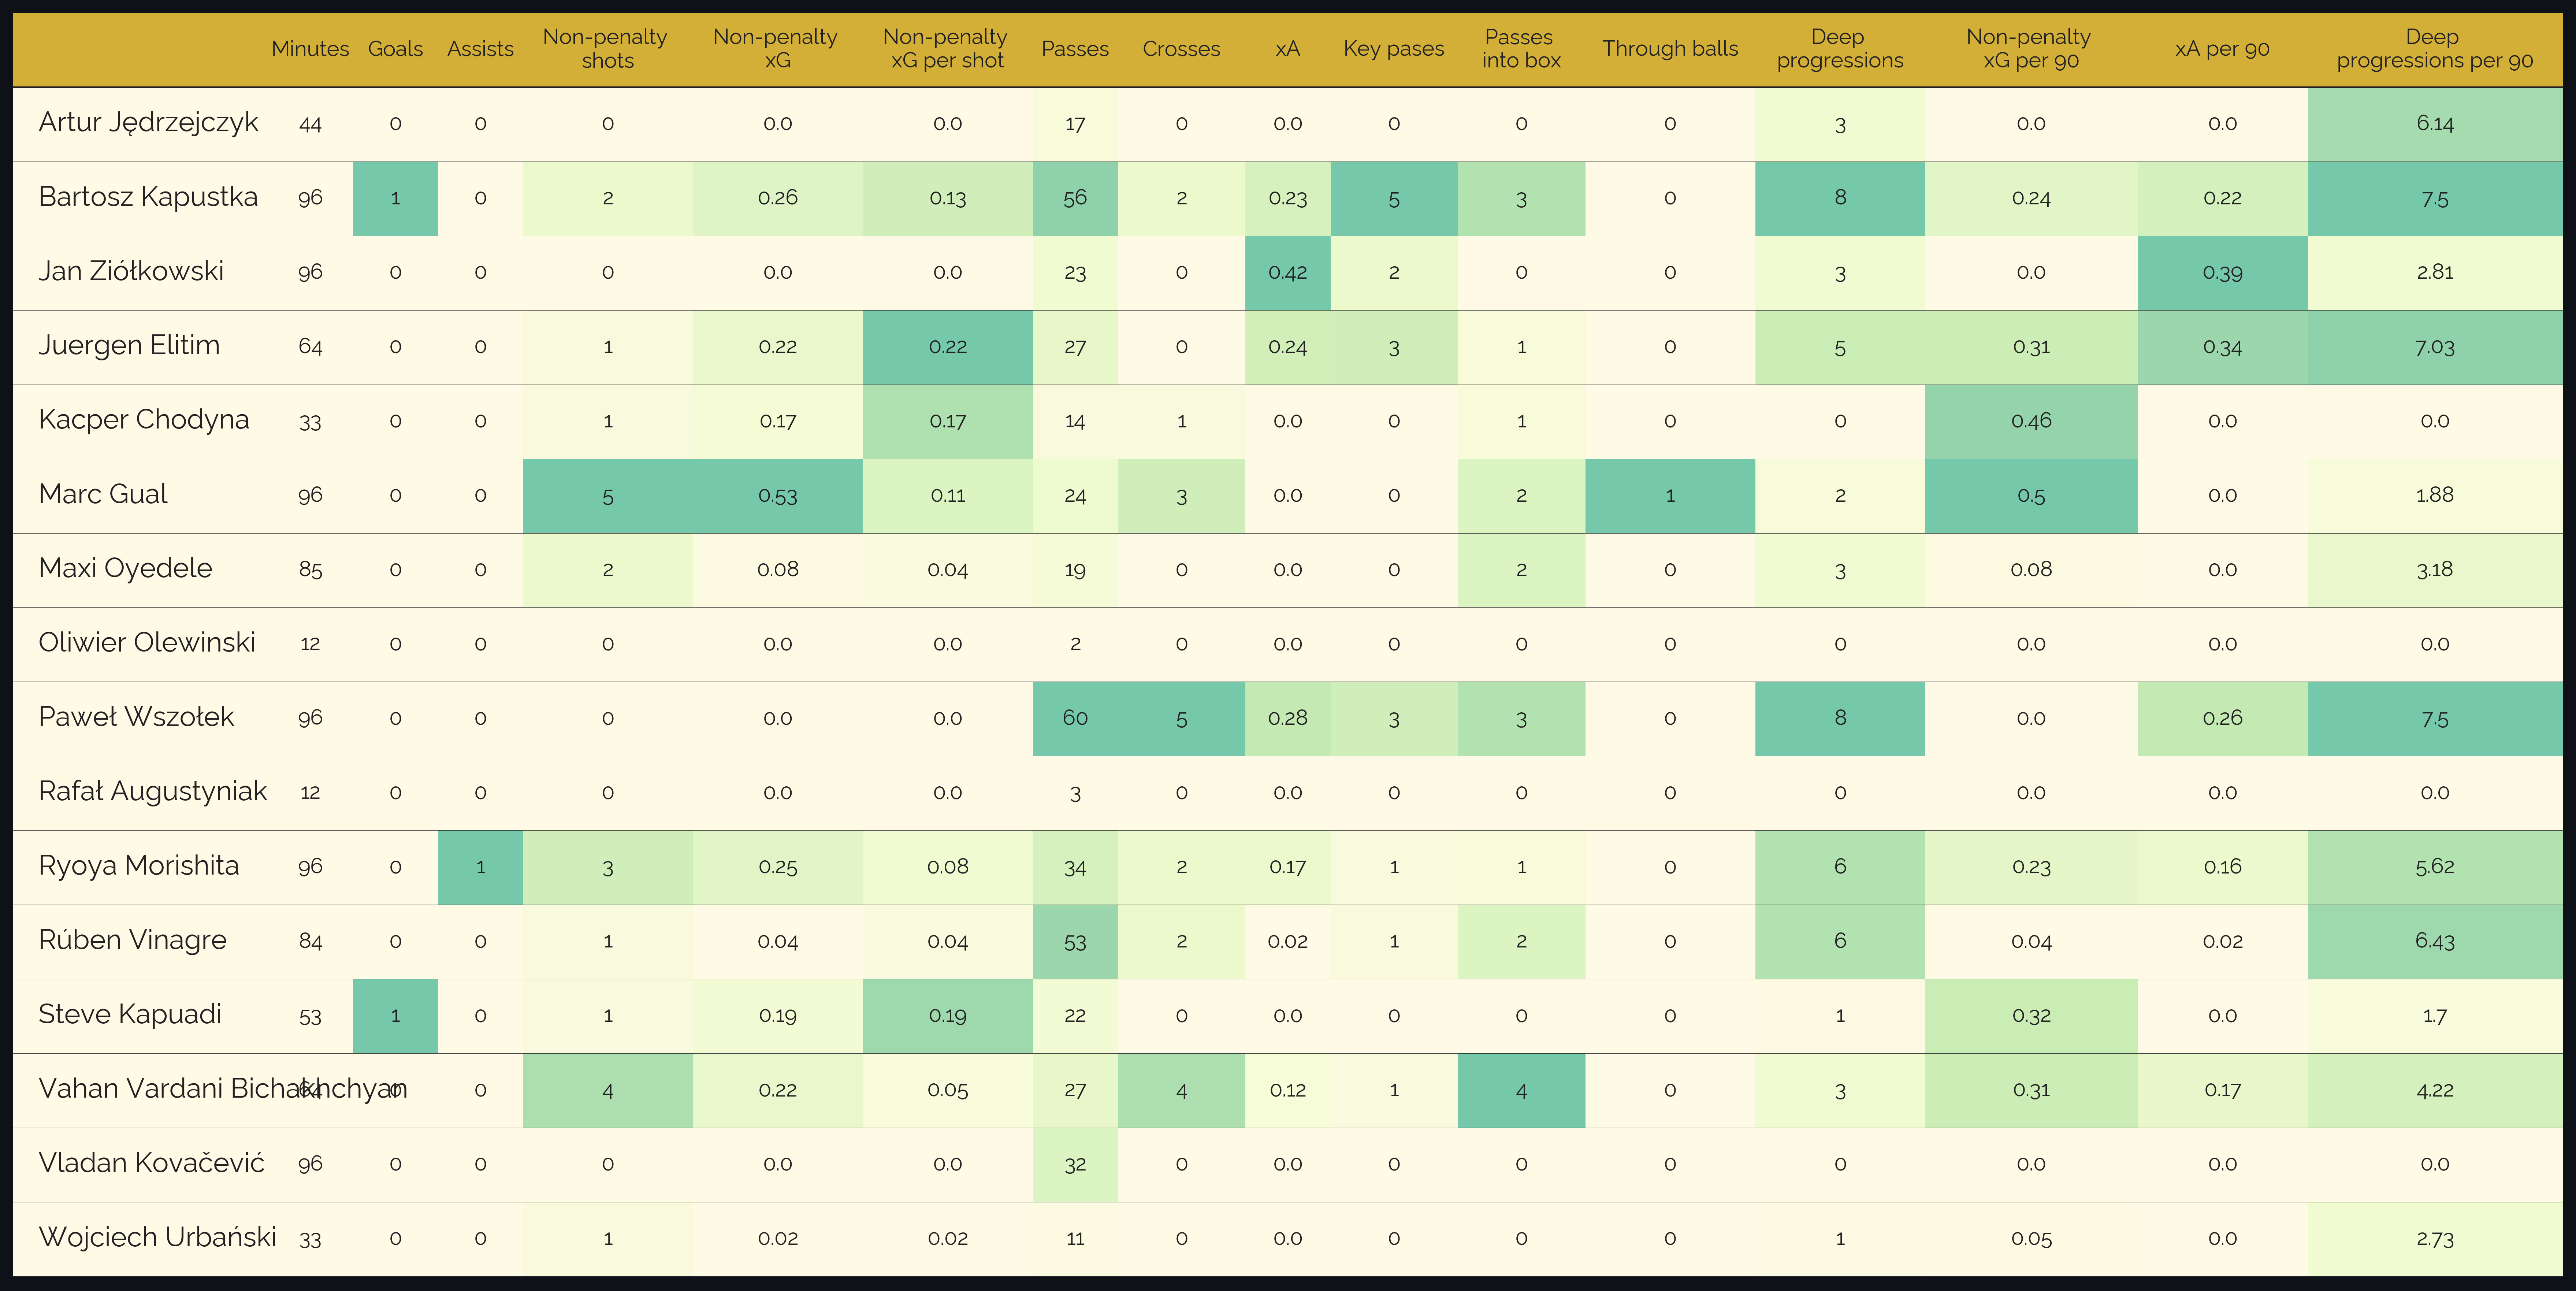 Minutes Goals Assists Non-penalty shots Non-penalty xG Non-penalty xG per shot Passes Crosses xA Key pases Passes into box Through balls Deep progressions Non-penalty xG per 90 xA per 90 Deep progressions per 90
Artur Jędrzejczyk 44 0 0 0 0.0 0.0 17 0 0.0 0 0 0 3 0.0 0.0 6.14
Bartosz Kapustka 96 1 0 2 0.26 0.13 56 2 0.23 5 3 0 8 0.24 0.22 7.5
Jan Ziółkowski 96 0 0 0 0.0 0.0 23 0 0.42 2 0 0 3 0.0 0.39 2.81
Juergen Elitim 64 0 0 1 0.22 0.22 27 0 0.24 3 1 0 5 0.31 0.34 7.03
Kacper Chodyna 33 0 0 1 0.17 0.17 14 1 0.0 0 1 0 0 0.46 0.0 0.0
Marc Gual 96 0 0 5 0.53 0.11 24 3 0.0 0 2 1 2 0.5 0.0 1.88
Maxi Oyedele 85 0 0 2 0.08 0.04 19 0 0.0 0 2 0 3 0.08 0.0 3.18
Oliwier Olewinski 12 0 0 0 0.0 0.0 2 0 0.0 0 0 0 0 0.0 0.0 0.0
Paweł Wszołek 96 0 0 0 0.0 0.0 60 5 0.28 3 3 0 8 0.0 0.26 7.5
Rafał Augustyniak 12 0 0 0 0.0 0.0 3 0 0.0 0 0 0 0 0.0 0.0 0.0
Ryoya Morishita 96 0 1 3 0.25 0.08 34 2 0.17 1 1 0 6 0.23 0.16 5.62
Rúben Vinagre 84 0 0 1 0.04 0.04 53 2 0.02 1 2 0 6 0.04 0.02 6.43
Steve Kapuadi 53 1 0 1 0.19 0.19 22 0 0.0 0 0 0 1 0.32 0.0 1.7
Vahan Vardani Bichakhchyan 64 0 0 4 0.22 0.05 27 4 0.12 1 4 0 3 0.31 0.17 4.22
Vladan Kovačević 96 0 0 0 0.0 0.0 32 0 0.0 0 0 0 0 0.0 0.0 0.0
Wojciech Urbański 33 0 0 1 0.02 0.02 11 0 0.0 0 0 0 1 0.05 0.0 2.73